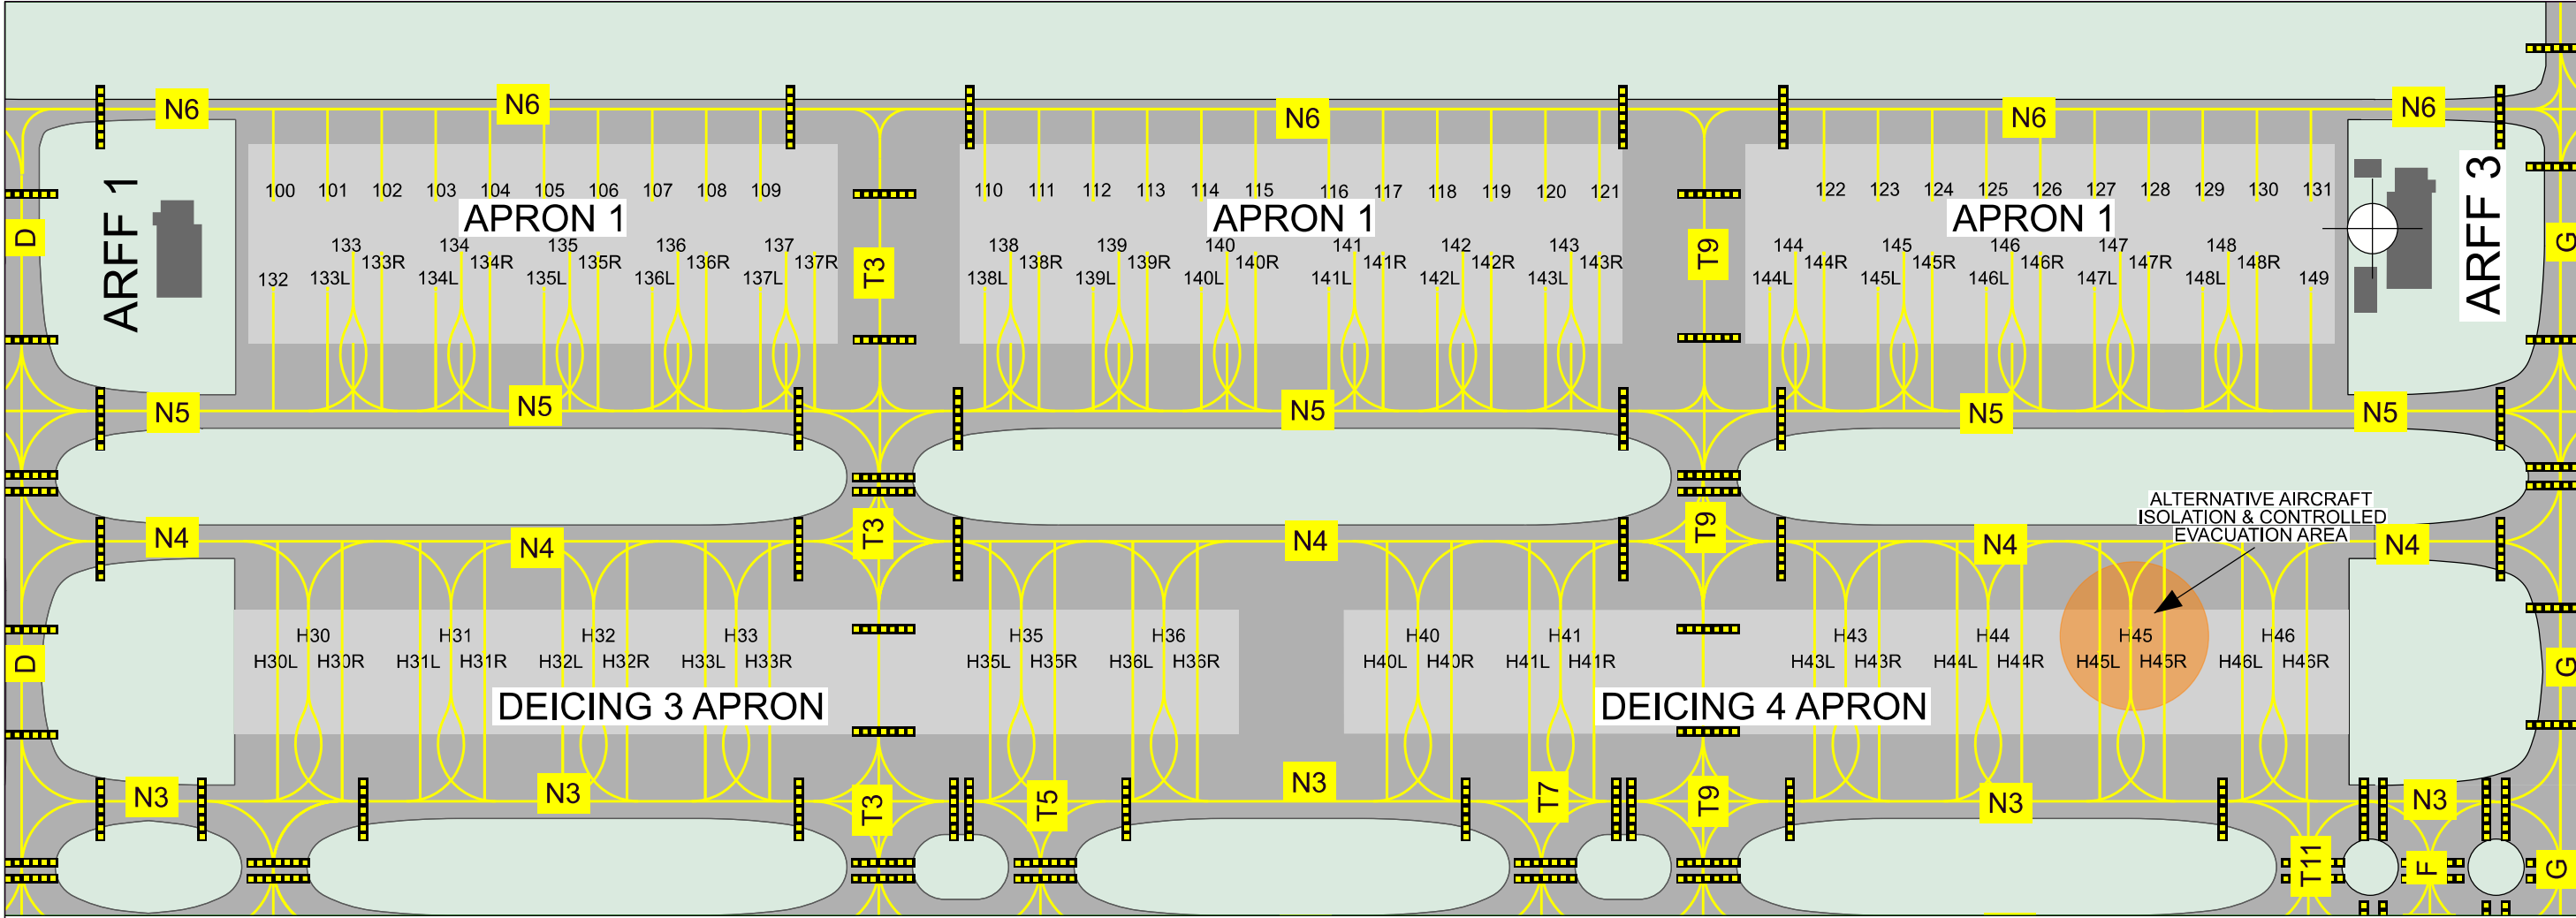 N6 N6 N6 N6 N6
100 101 102 103 104 105 106 107 108 109 110 111 112 113 114 115 116 117 118 119 120 121 122 123 124 125 126 127 128 129 130 131
ARFF 1
APRON 1 APRON 1 APRON 1
ARFF 3
D T3 T9 G
133 134 135 136 137 138 139 140 141 142 143 144 145 146 147 148
133R 134R 135R 136R 137R 138R 139R 140R 141R 142R 143R 144R 145R 146R 147R 148R
132 133L 134L 135L 136L 137L 138L 139L 140L 141L 142L 143L 144L 145L 146L 147L 148L 149
N5 N5 N5 N5 N5
ALTERNATIVE AIRCRAFT
ISOLATION & CONTROLLED
EVACUATION AREA
N4 N4 T3 N4 T9 N4 N4
H30 H31 H32 H33 H35 H36 H40 H41 H43 H44 H45 H46
H30L H30R H31L H31R H32L H32R H33L H33R H35L H35R H36L H36R H40L H40R H41L H41R H43L H43R H44L H44R H45L H45R H46L H46R
D G
DEICING 3 APRON DEICING 4 APRON
N3 N3 T3 T5 N3 T7 T9 N3 N3
T11 F G